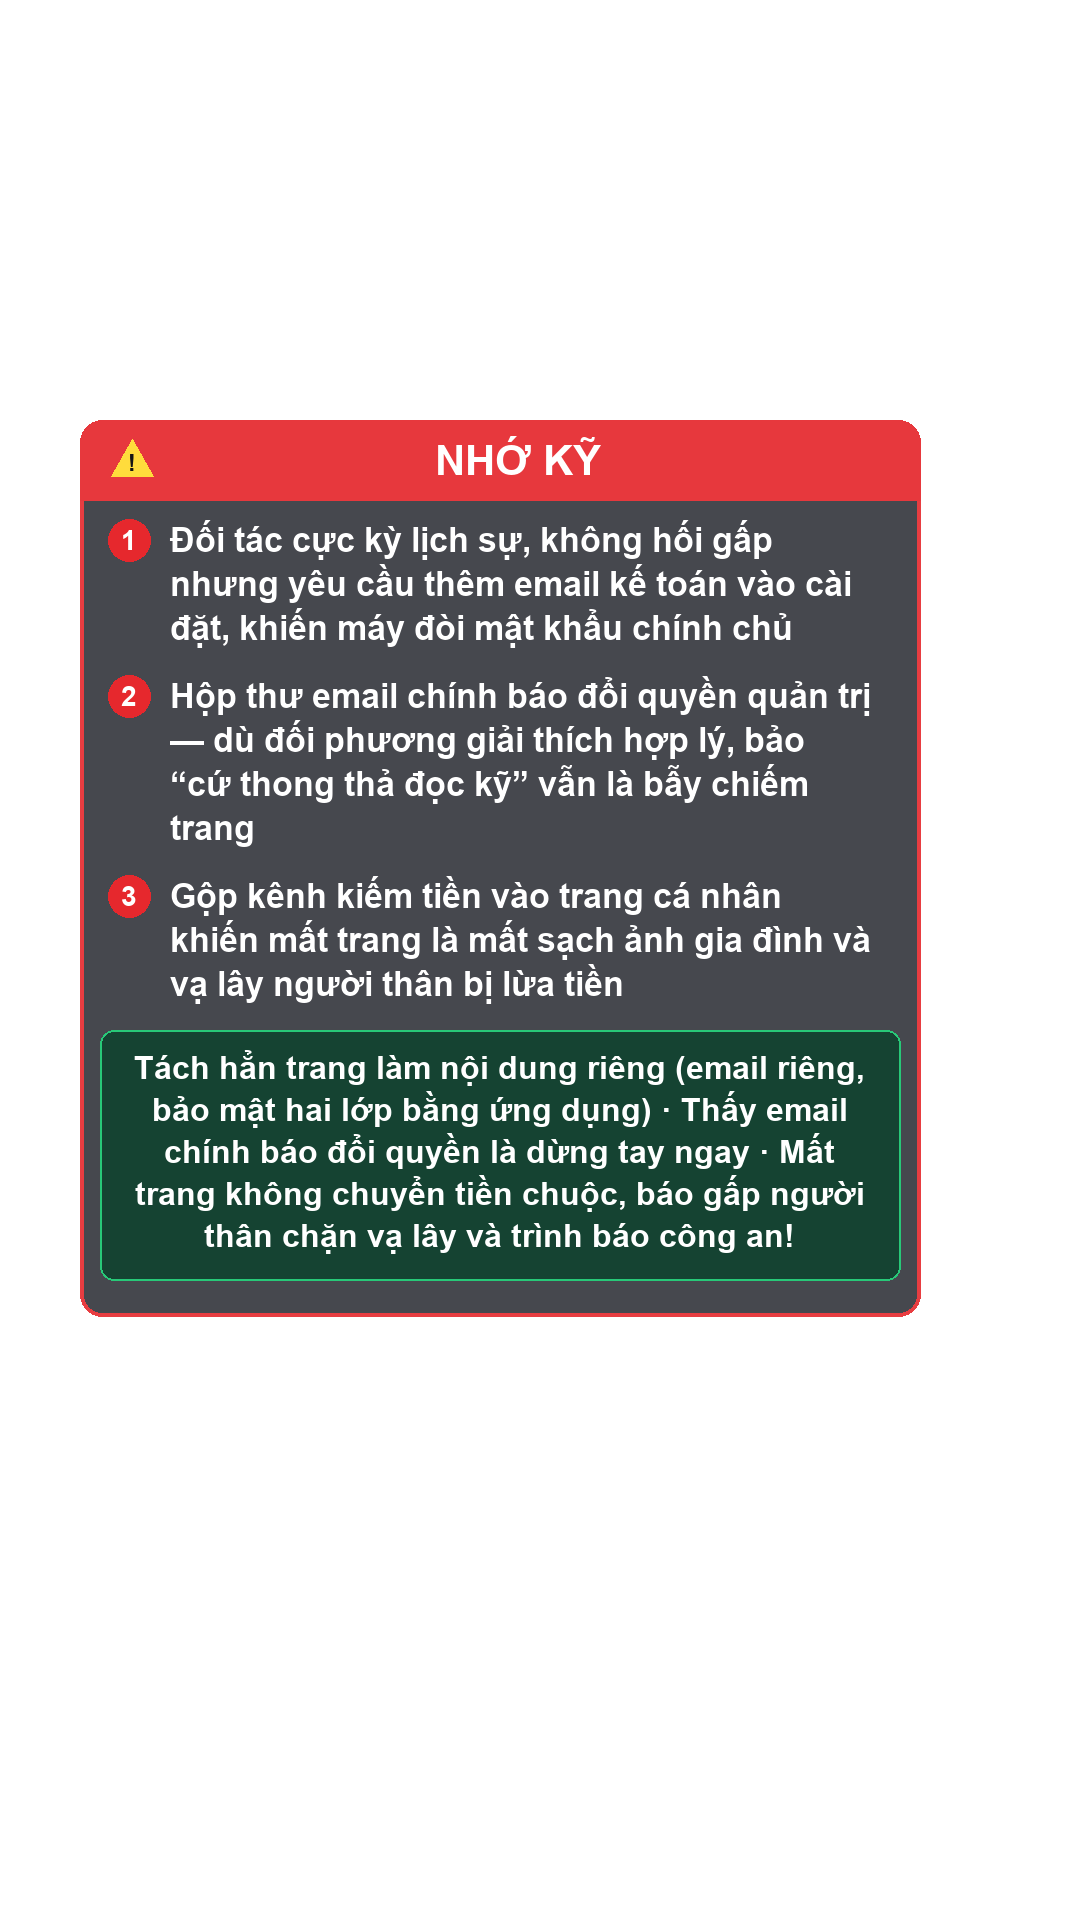 !
NHỚ KỸ
1
Đối tác cực kỳ lịch sự, không hối gấp
nhưng yêu cầu thêm email kế toán vào cài
đặt, khiến máy đòi mật khẩu chính chủ
2
Hộp thư email chính báo đổi quyền quản trị
— dù đối phương giải thích hợp lý, bảo
“cứ thong thả đọc kỹ” vẫn là bẫy chiếm
trang
3
Gộp kênh kiếm tiền vào trang cá nhân
khiến mất trang là mất sạch ảnh gia đình và
vạ lây người thân bị lừa tiền
Tách hẳn trang làm nội dung riêng (email riêng,
bảo mật hai lớp bằng ứng dụng) · Thấy email
chính báo đổi quyền là dừng tay ngay · Mất
trang không chuyển tiền chuộc, báo gấp người
thân chặn vạ lây và trình báo công an!